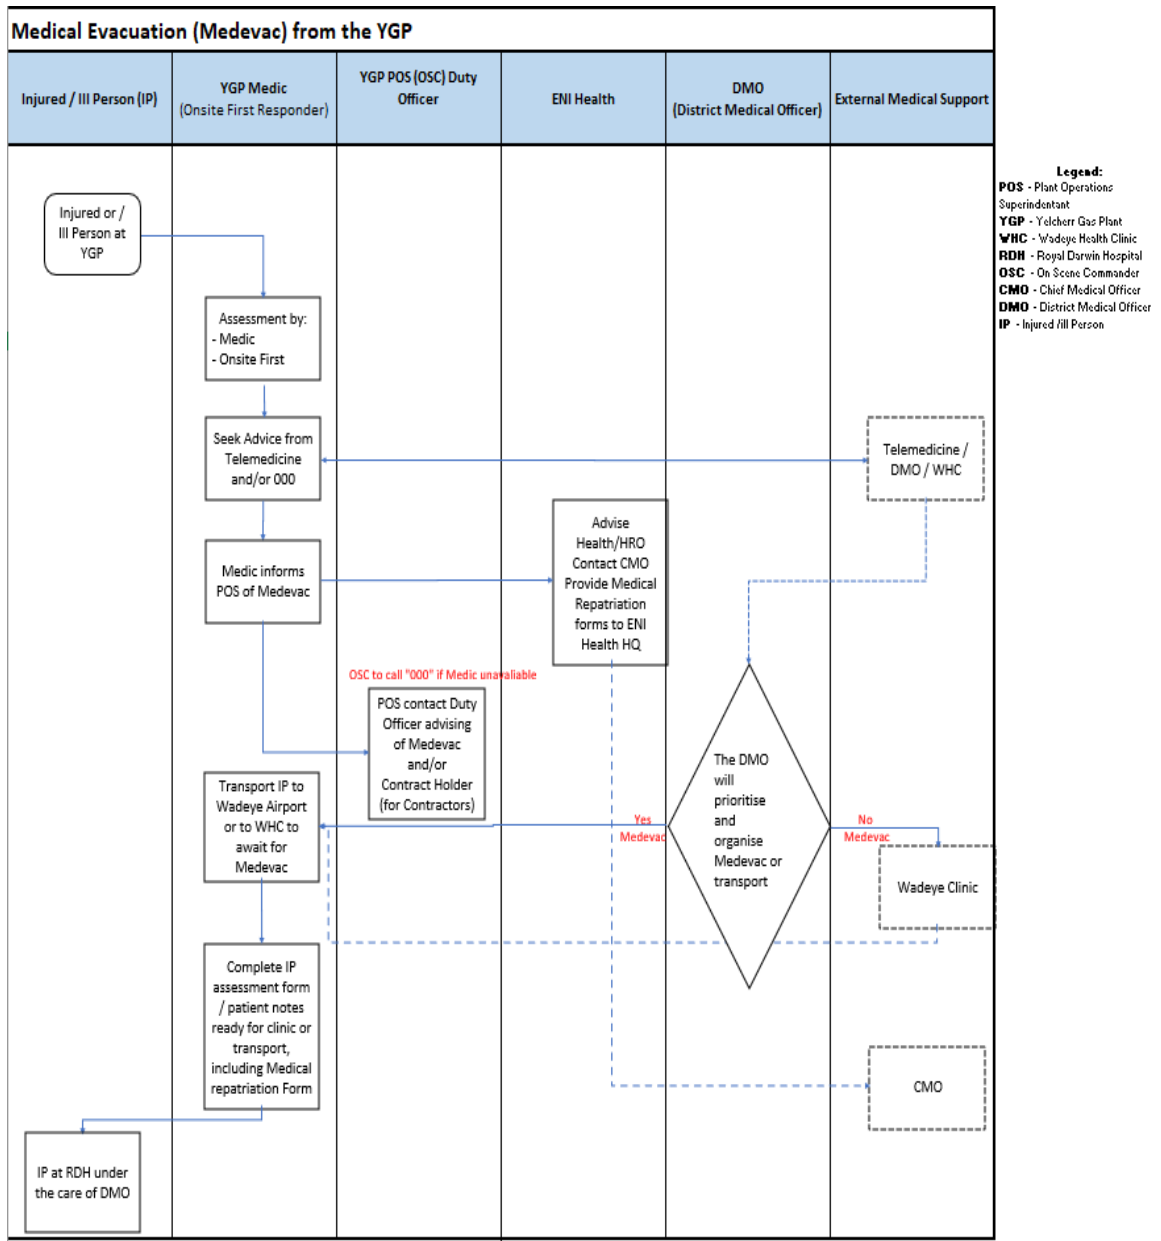 Medical Evacuation (Medevac) from the YGP
Injured / Ill Person (IP)
YGP Medic
(Onsite First Responder)
YGP POS (OSC) Duty
Officer
ENI Health
DMO
(District Medical Officer)
External Medical Support
Legend:
POS - Plant Operations
Superindentant
YGP - Yelcherr Gas Plant
WHC - Wadeye Health Clinic
RDH - Royal Darwin Hospital
OSC - On Scene Commander
CMO - Chief Medical Officer
DMO - District Medical Officer
IP - Injured /ill Person
Injured or /
Ill Person at
YGP
Assessment by:
- Medic
- Onsite First
Seek Advice from
Telemedicine
and/or 000
Telemedicine /
DMO / WHC
Medic informs
POS of Medevac
Advise
Health/HRO
Contact CMO
Provide Medical
Repatriation
forms to ENI
Health HQ
OSC to call "000" if Medic unavaliable
POS contact Duty
Officer advising
of Medevac
and/or
Contract Holder
(for Contractors)
The DMO
will
prioritise
and
organise
Medevac or
transport
Yes
Medevac
No
Medevac
Transport IP to
Wadeye Airport
or to WHC to
await for
Medevac
Wadeye Clinic
Complete IP
assessment form
/ patient notes
ready for clinic or
transport,
including Medical
repatriation Form
CMO
IP at RDH under
the care of DMO